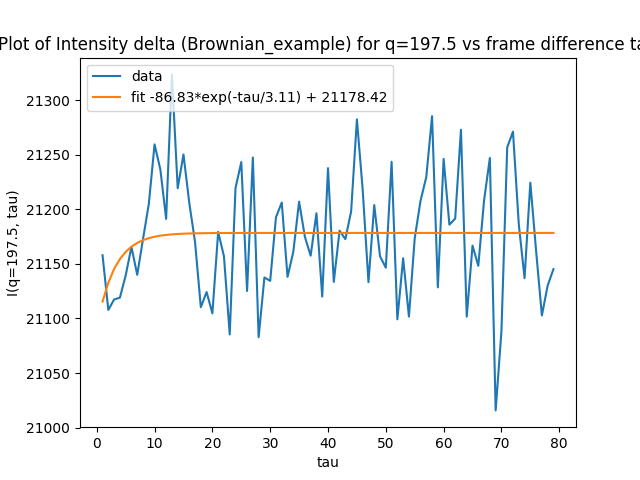 Plot of Intensity delta (Brownian_example) for q=197.5 vs frame difference ta
data
fit -86.83*exp(-tau/3.11) + 21178.42
I(q=197.5, tau)
21300
21250
21200
21150
21100
21050
21000
0 10 20 30 40 50 60 70 80
tau